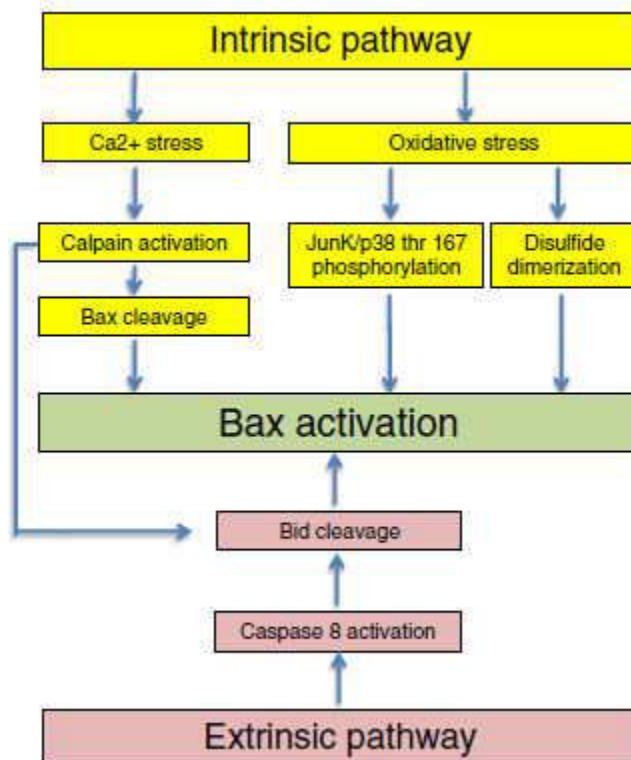 Intrinsic pathway
Ca2+ stress
Oxidative stress
Calpain activation
JunK/p38 thr 167
phosphorylation
Disulfide
dimerization
Bax cleavage
Bax activation
Bid cleavage
Caspase 8 activation
Extrinsic pathway